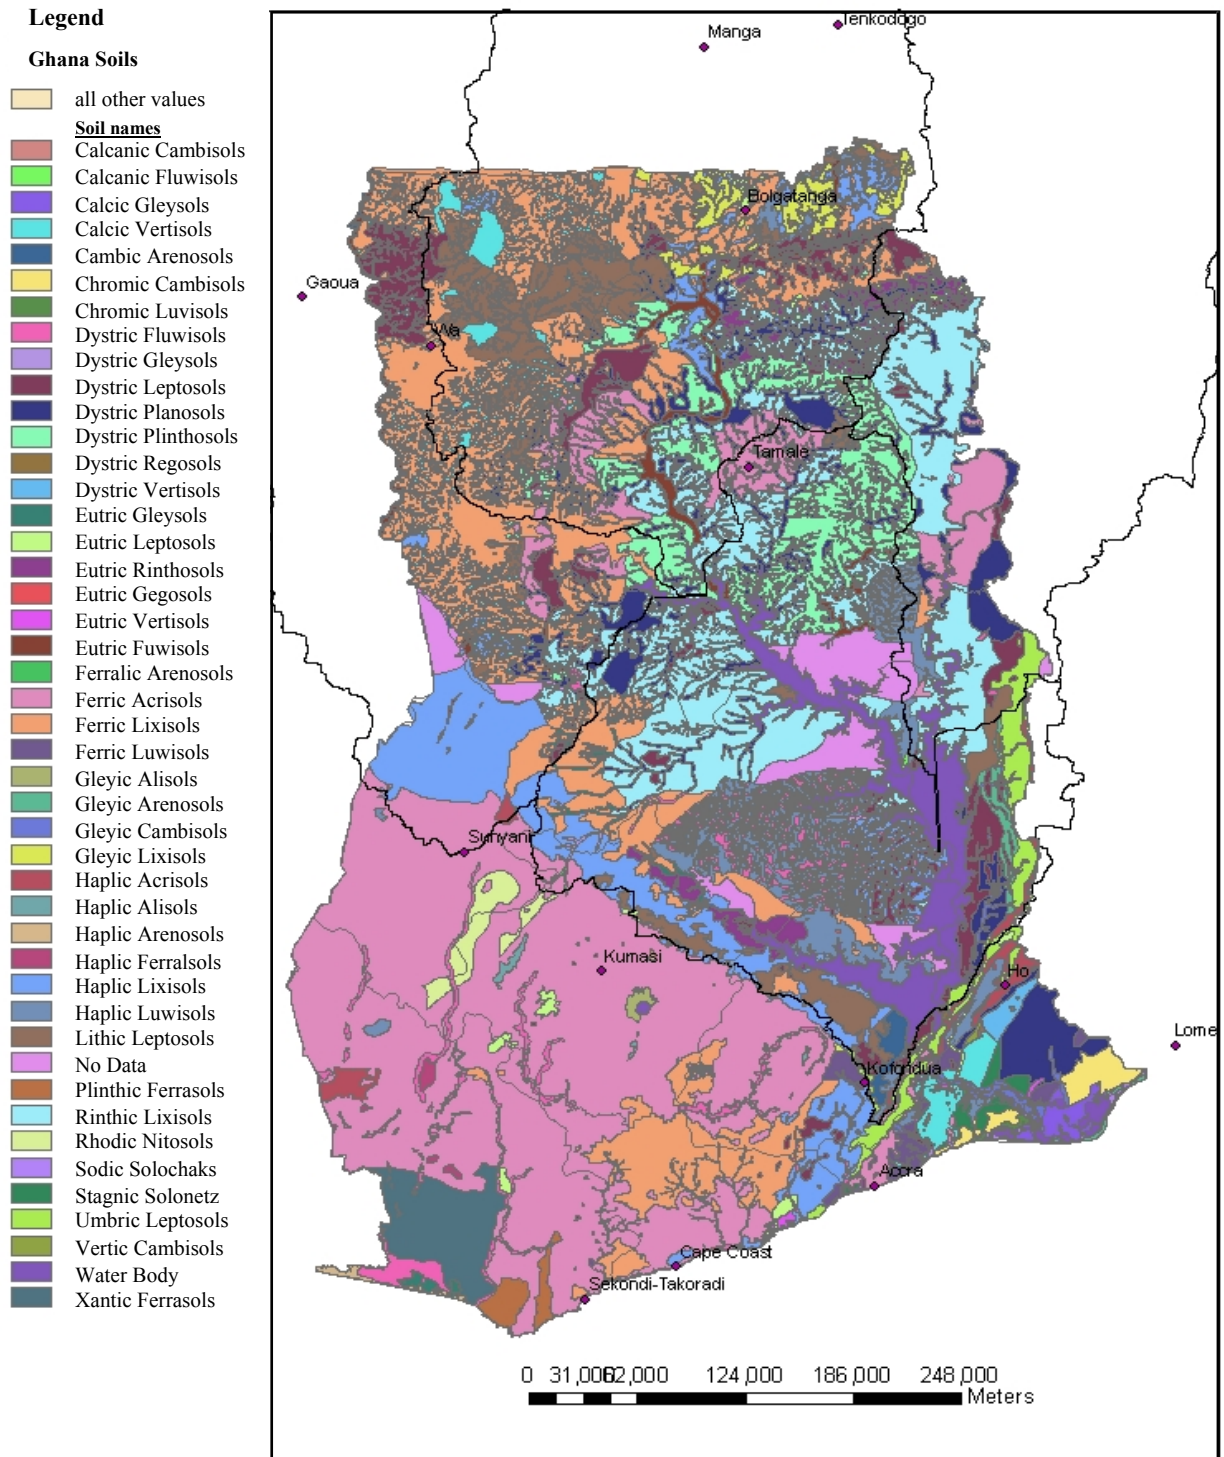 Legend
Ghana Soils
all other values
Soil names
Calcanic Cambisols
Calcanic Fluwisols
Calcic Gleysols
Calcic Vertisols
Cambic Arenosols
Chromic Cambisols
Chromic Luvisols
Dystric Fluwisols
Dystric Gleysols
Dystric Leptosols
Dystric Planosols
Dystric Plinthosols
Dystric Regosols
Dystric Vertisols
Eutric Gleysols
Eutric Leptosols
Eutric Rinthosols
Eutric Gegosols
Eutric Vertisols
Eutric Fuwisols
Ferralic Arenosols
Ferric Acrisols
Ferric Lixisols
Ferric Luwisols
Gleyic Alisols
Gleyic Arenosols
Gleyic Cambisols
Gleyic Lixisols
Haplic Acrisols
Haplic Alisols
Haplic Arenosols
Haplic Ferralsols
Haplic Lixisols
Haplic Luwisols
Lithic Leptosols
No Data
Plinthic Ferrasols
Rinthic Lixisols
Rhodic Nitosols
Sodic Solochaks
Stagnic Solonetz
Umbric Leptosols
Vertic Cambisols
Water Body
Xantic Ferrasols
Tenkodogo
Manga
Bolgatanga
Gaoua
Wa
Tamale
Sunyani
Kumasi
Ho
Lome
Koforidua
Accra
Cape Coast
Sekondi-Takoradi
0 31,000 62,000 124,000 186,000 248,000
Meters